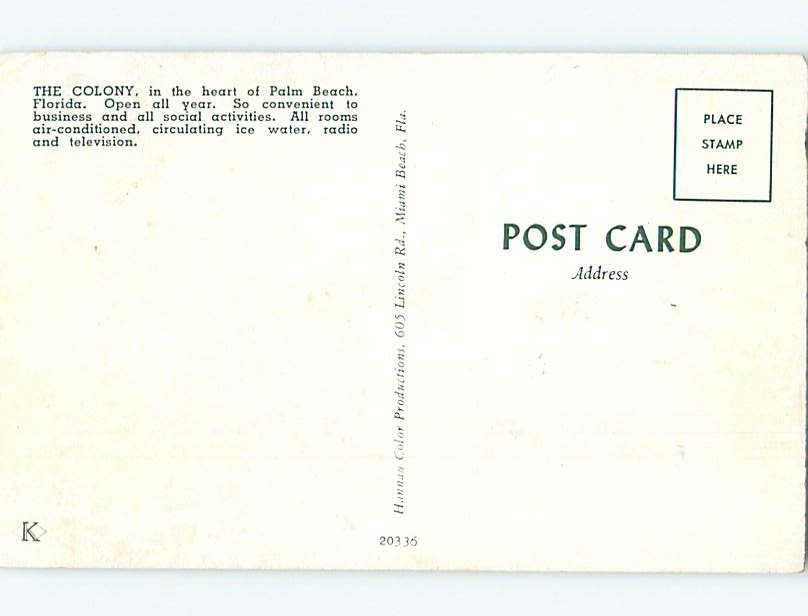 THE COLONY, in the heart of Palm Beach,
Florida. Open all year. So convenient to
business and all social activities. All rooms
air-conditioned, circulating ice water, radio
and television.
Hannau Color Productions, 605 Lincoln Rd., Miami Beach, Fla.
PLACE
STAMP
HERE
POST CARD
Address
K
20336